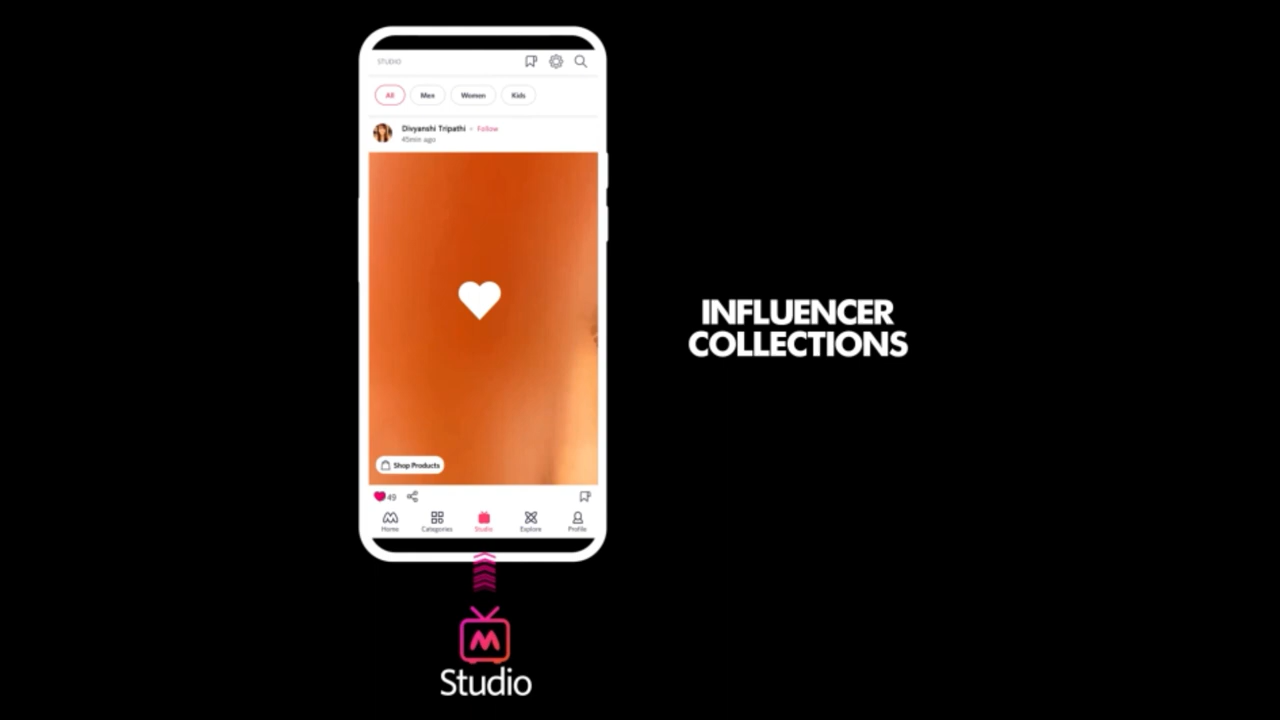 STUDIO
All Men Women Kids
Divyanshi Tripathi • Follow
45min ago
INFLUENCER
COLLECTIONS
Shop Products
49
Home Categories Studio Explore Profile
Studio